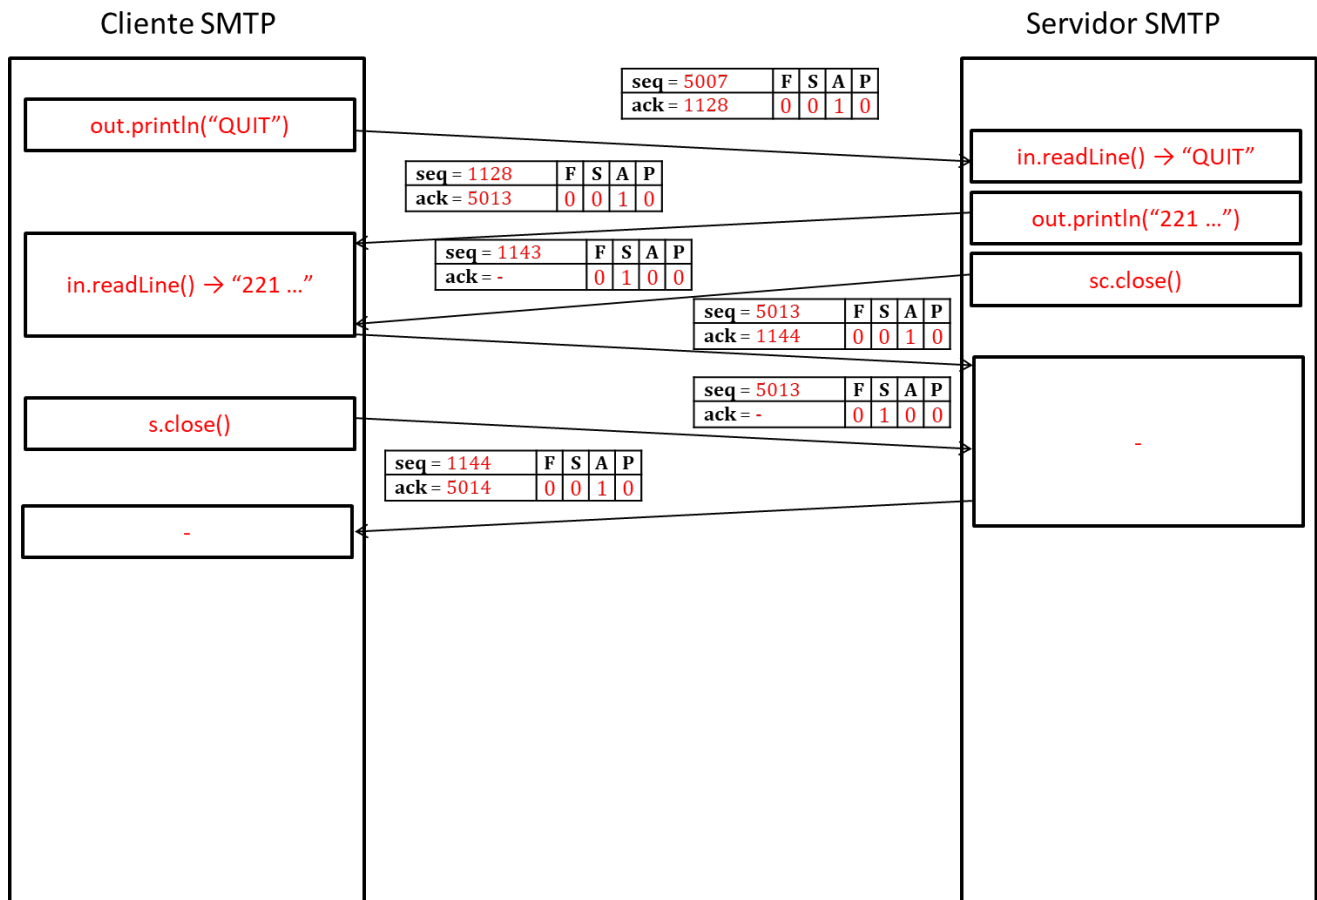 Cliente SMTP
Servidor SMTP
seq = 5007 F S A P
ack = 1128 0 0 1 0
out.println(“QUIT”)
in.readLine() → “QUIT”
seq = 1128 F S A P
ack = 5013 0 0 1 0
out.println(“221 ...”)
seq = 1143 F S A P
ack = - 0 1 0 0
in.readLine() → “221 ...”
sc.close()
seq = 5013 F S A P
ack = 1144 0 0 1 0
seq = 5013 F S A P
ack = - 0 1 0 0
s.close()
-
seq = 1144 F S A P
ack = 5014 0 0 1 0
-